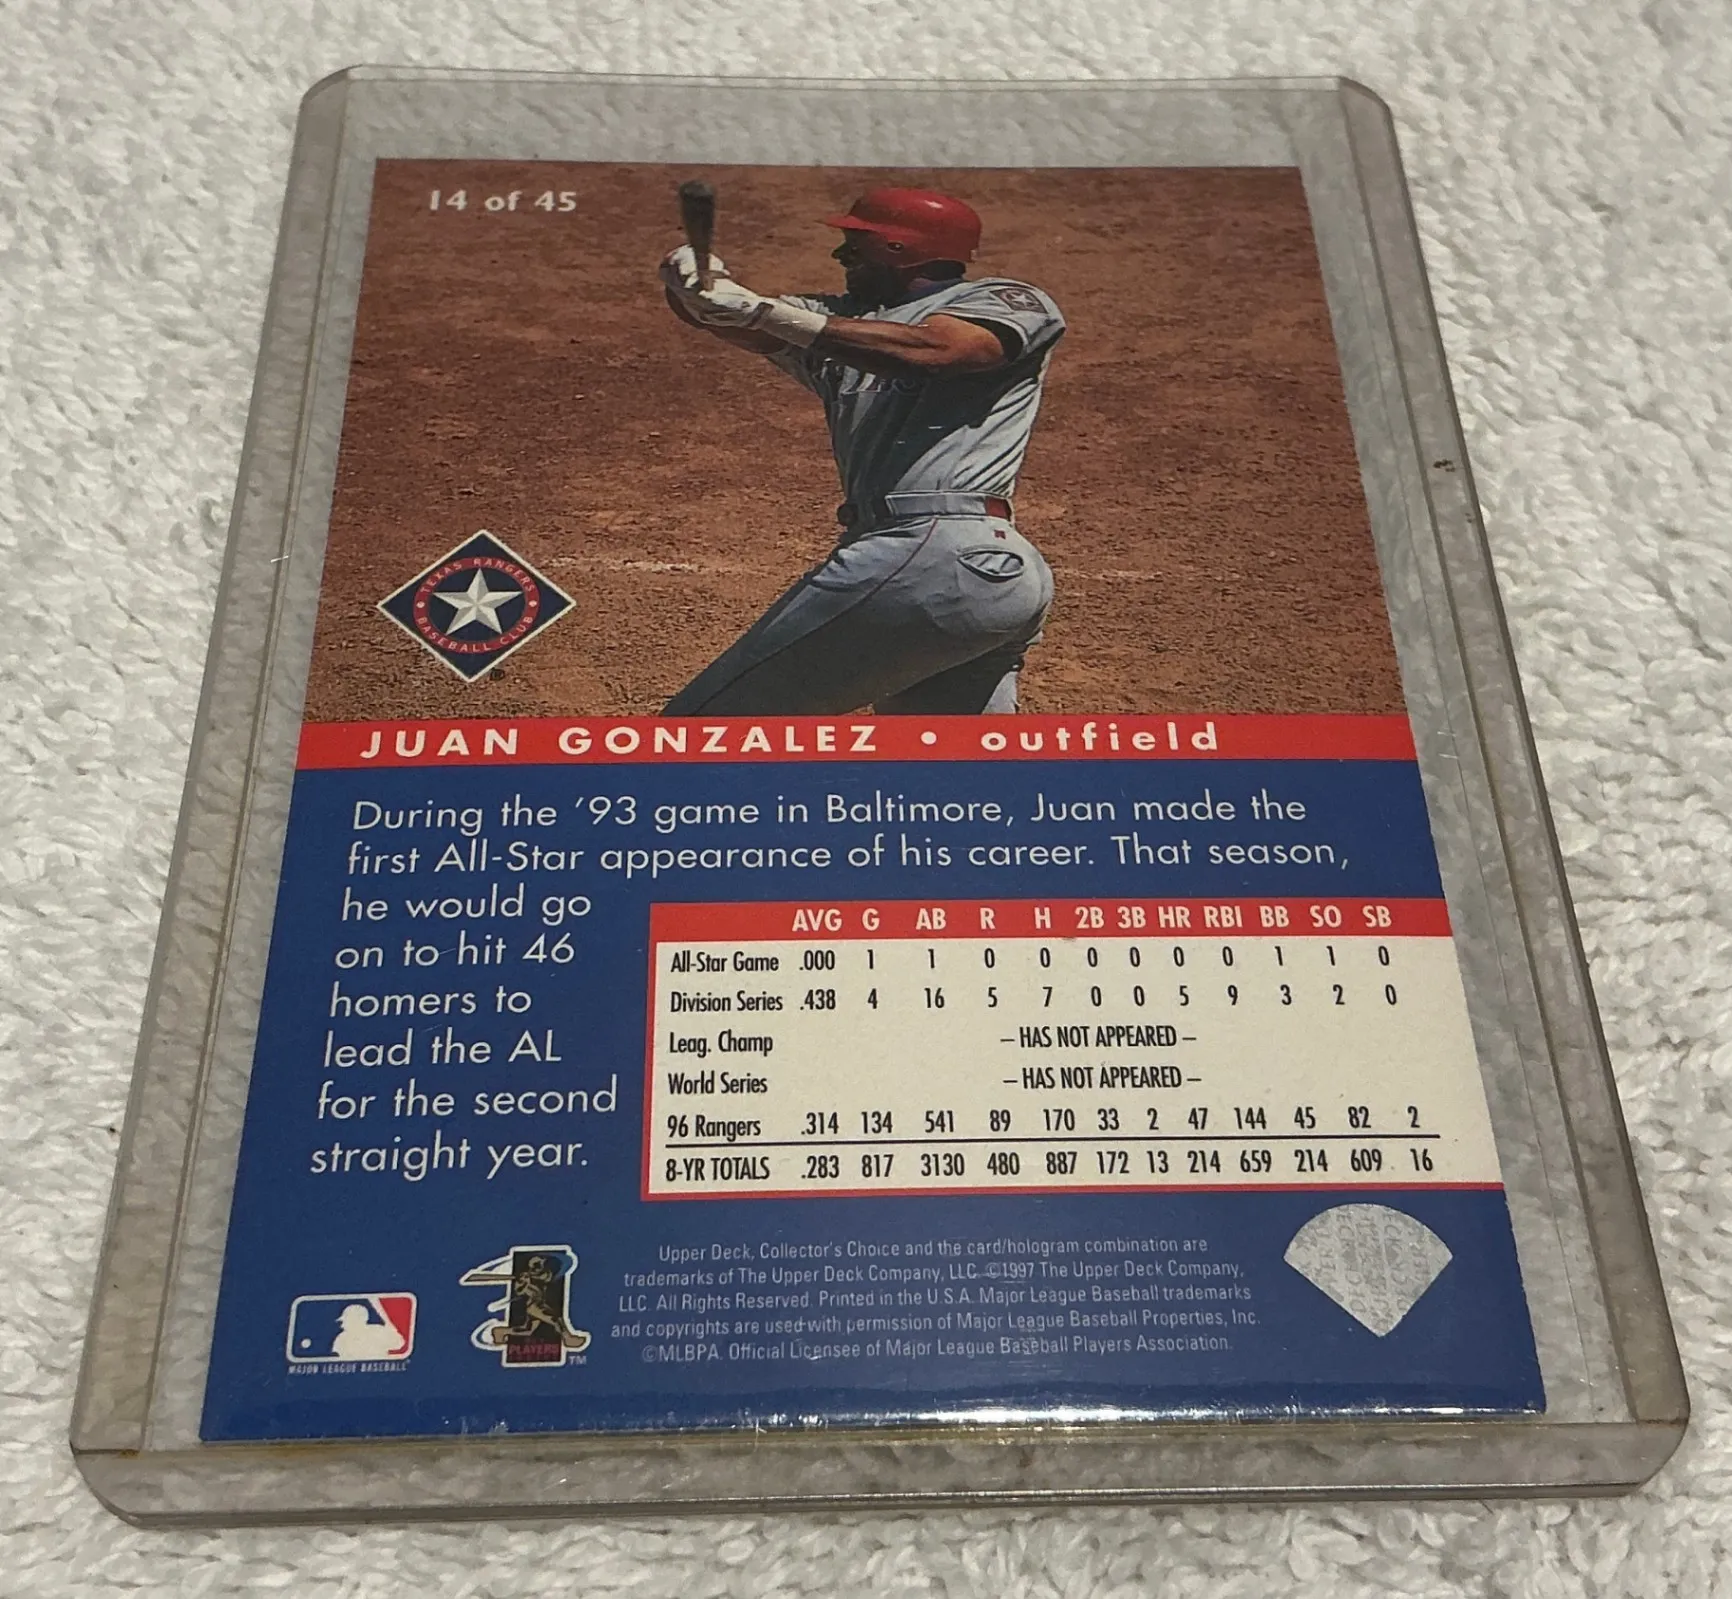 14 of 45
TEXAS RANGERS
BASEBALL CLUB
®
JUAN GONZALEZ • outfield
During the '93 game in Baltimore, Juan made the
first All-Star appearance of his career. That season,
he would go
on to hit 46
homers to
lead the AL
for the second
straight year.
AVG G AB R H 2B 3B HR RBI BB SO SB
All-Star Game .000 1 1 0 0 0 0 0 0 1 1 0
Division Series .438 4 16 5 7 0 0 5 9 3 2 0
Leag. Champ – HAS NOT APPEARED –
World Series – HAS NOT APPEARED –
96 Rangers .314 134 541 89 170 33 2 47 144 45 82 2
8-YR TOTALS .283 817 3130 480 887 172 13 214 659 214 609 16
Upper Deck, Collector's Choice and the card/hologram combination are
trademarks of The Upper Deck Company, LLC. ©1997 The Upper Deck Company,
LLC. All Rights Reserved. Printed in the U.S.A. Major League Baseball trademarks
and copyrights are used with permission of Major League Baseball Properties, Inc.
©MLBPA. Official Licensee of Major League Baseball Players Association.
MAJOR LEAGUE BASEBALL
PLAYERS
TM